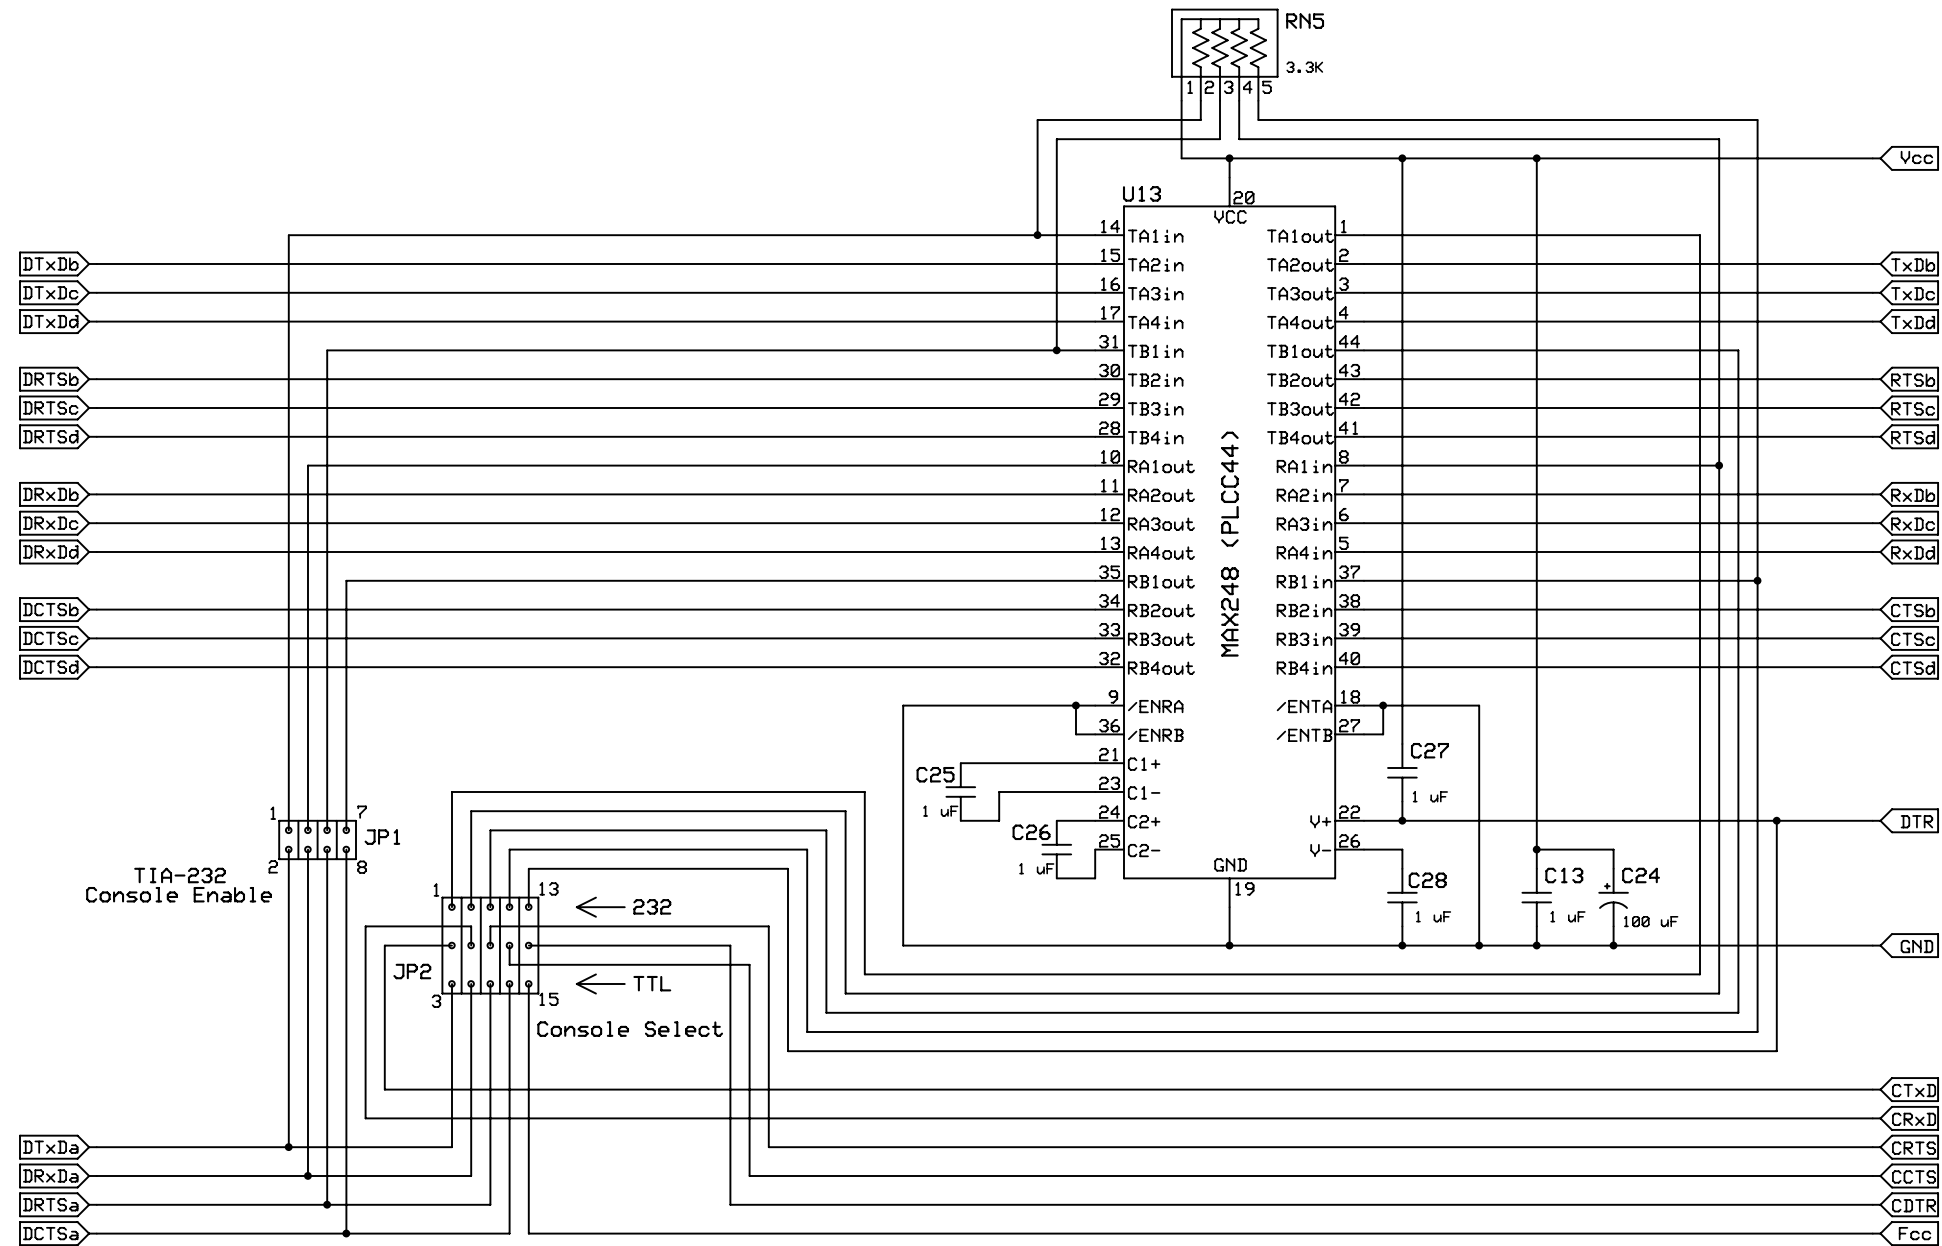 RN5
3.3K
1 2 3 4 5
Vcc
U13
20
VCC
14 TA1in TA1out 1
DTxDb 15 TA2in TA2out 2 TxDb
DTxDc 16 TA3in TA3out 3 TxDc
DTxDd 17 TA4in TA4out 4 TxDd
31 TB1in TB1out 44
DRTSb 30 TB2in TB2out 43 RTSb
DRTSc 29 TB3in TB3out 42 RTSc
DRTSd 28 TB4in TB4out 41 RTSd
10 RA1out RA1in 8
DRxDb 11 RA2out RA2in 7 RxDb
DRxDc 12 RA3out RA3in 6 RxDc
DRxDd 13 RA4out RA4in 5 RxDd
MAX248 (PLCC44)
35 RB1out RB1in 37
DCTSb 34 RB2out RB2in 38 CTSb
DCTSc 33 RB3out RB3in 39 CTSc
DCTSd 32 RB4out RB4in 40 CTSd
9 /ENRA /ENTA 18
36 /ENRB /ENTB 27
21 C1+
C25
1 uF
23 C1-
C27
1 uF
24 C2+ V+ 22 DTR
C26
1 uF
25 C2- V- 26
GND
19
C28
1 uF
C13
1 uF
+ C24
100 uF
GND
1 7
JP1
2 8
TIA-232
Console Enable
1 13
232
JP2
TTL
3 15
Console Select
CTxD
CRxD
DTxDa CRTS
DRxDa CCTS
DRTSa CDTR
DCTSa Fcc